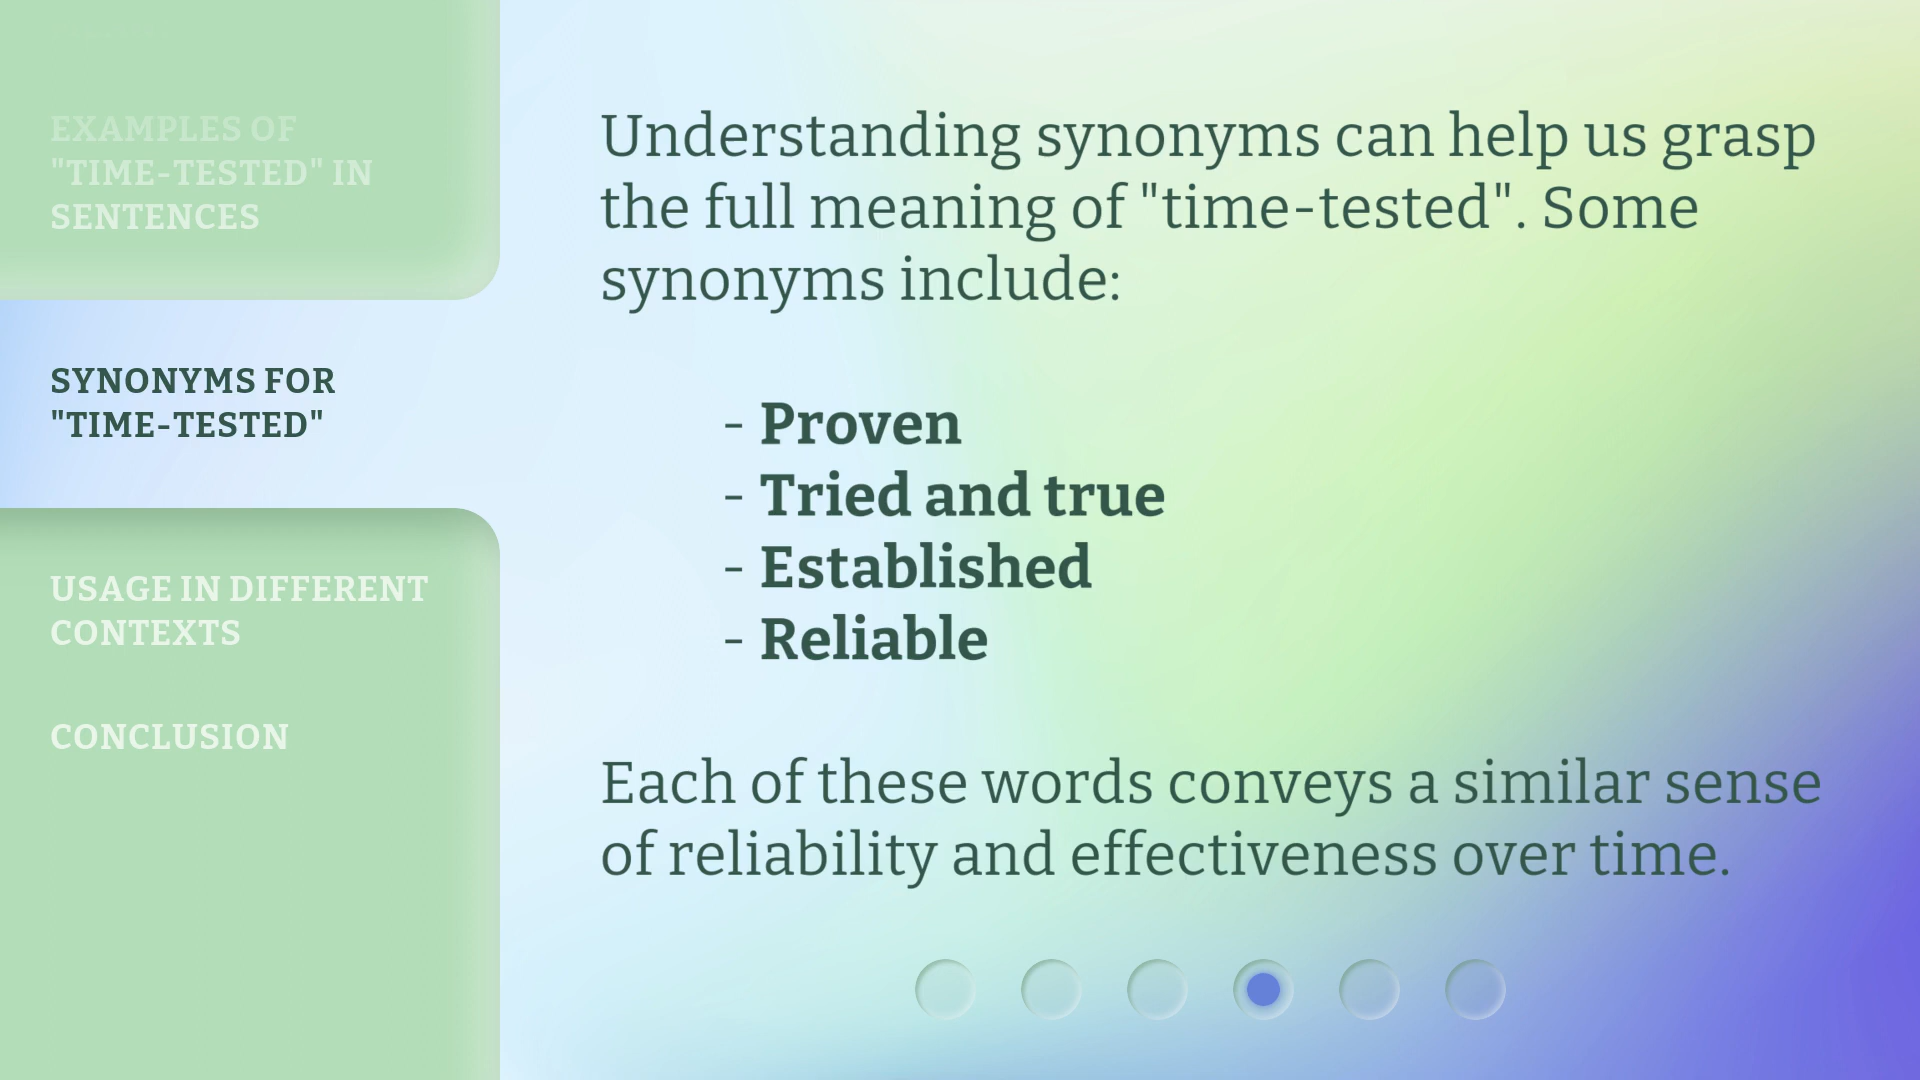 EXAMPLES OF
"TIME-TESTED" IN
SENTENCES
SYNONYMS FOR
"TIME-TESTED"
USAGE IN DIFFERENT
CONTEXTS
CONCLUSION
Understanding synonyms can help us grasp
the full meaning of "time-tested". Some
synonyms include:
- Proven
- Tried and true
- Established
- Reliable
Each of these words conveys a similar sense
of reliability and effectiveness over time.